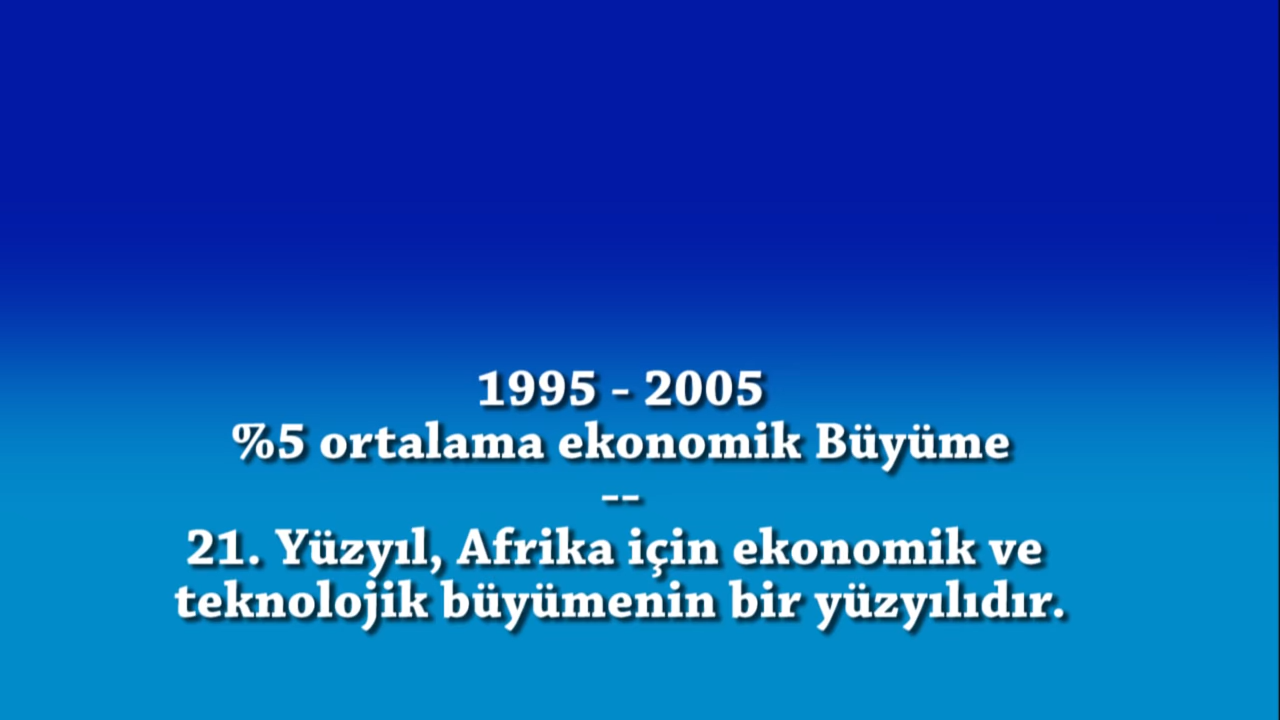 1995 - 2005
%5 ortalama ekonomik Büyüme
--
21. Yüzyıl, Afrika için ekonomik ve
teknolojik büyümenin bir yüzyılıdır.